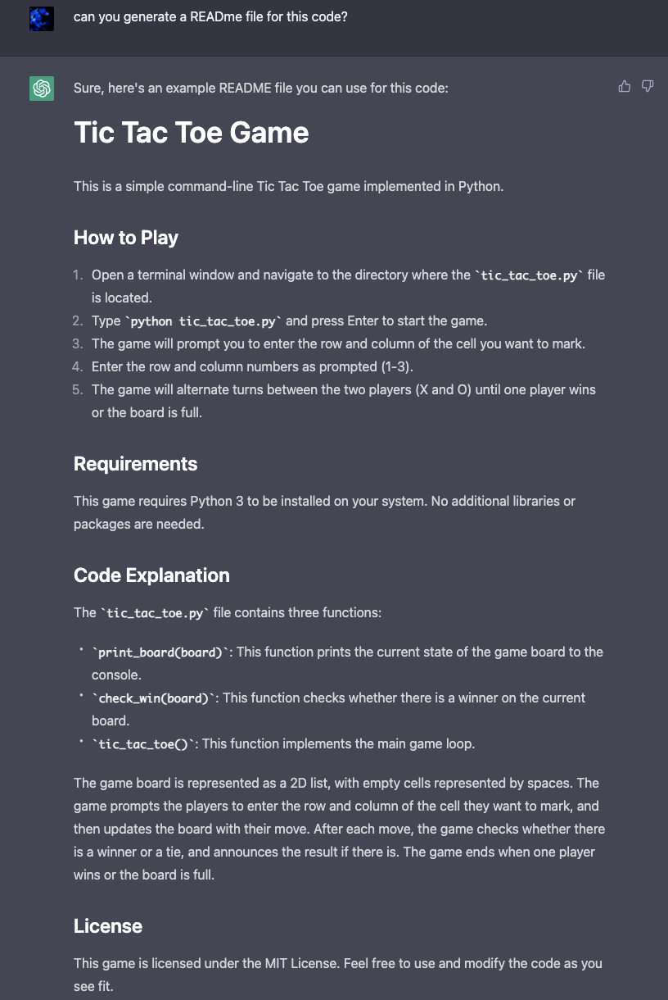 can you generate a READme file for this code?
Sure, here's an example README file you can use for this code:
Tic Tac Toe Game
This is a simple command-line Tic Tac Toe game implemented in Python.
How to Play
1. Open a terminal window and navigate to the directory where the `tic_tac_toe.py` file
is located.
2. Type `python tic_tac_toe.py` and press Enter to start the game.
3. The game will prompt you to enter the row and column of the cell you want to mark.
4. Enter the row and column numbers as prompted (1-3).
5. The game will alternate turns between the two players (X and O) until one player wins
or the board is full.
Requirements
This game requires Python 3 to be installed on your system. No additional libraries or
packages are needed.
Code Explanation
The `tic_tac_toe.py` file contains three functions:
• `print_board(board)`: This function prints the current state of the game board to the
console.
• `check_win(board)`: This function checks whether there is a winner on the current
board.
• `tic_tac_toe()`: This function implements the main game loop.
The game board is represented as a 2D list, with empty cells represented by spaces. The
game prompts the players to enter the row and column of the cell they want to mark, and
then updates the board with their move. After each move, the game checks whether there
is a winner or a tie, and announces the result if there is. The game ends when one player
wins or the board is full.
License
This game is licensed under the MIT License. Feel free to use and modify the code as you
see fit.